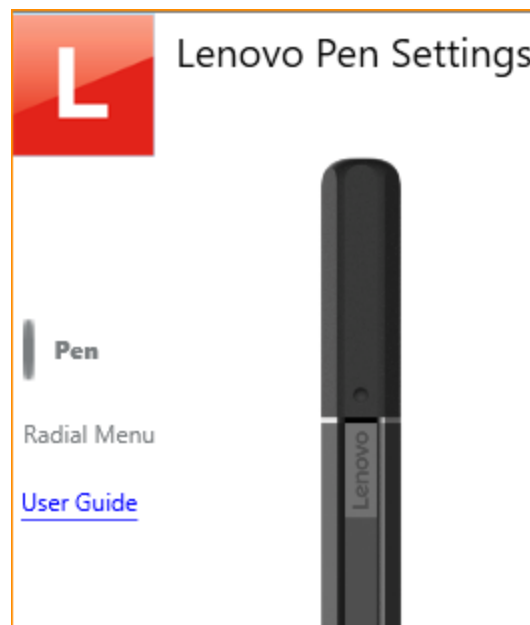 L
Lenovo Pen Settings
Pen
Radial Menu
User Guide
Lenovo